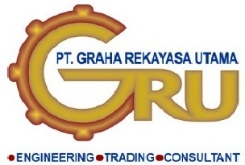 PT. GRAHA REKAYASA UTAMA
GRU
•ENGINEERING •TRADING •CONSULTANT